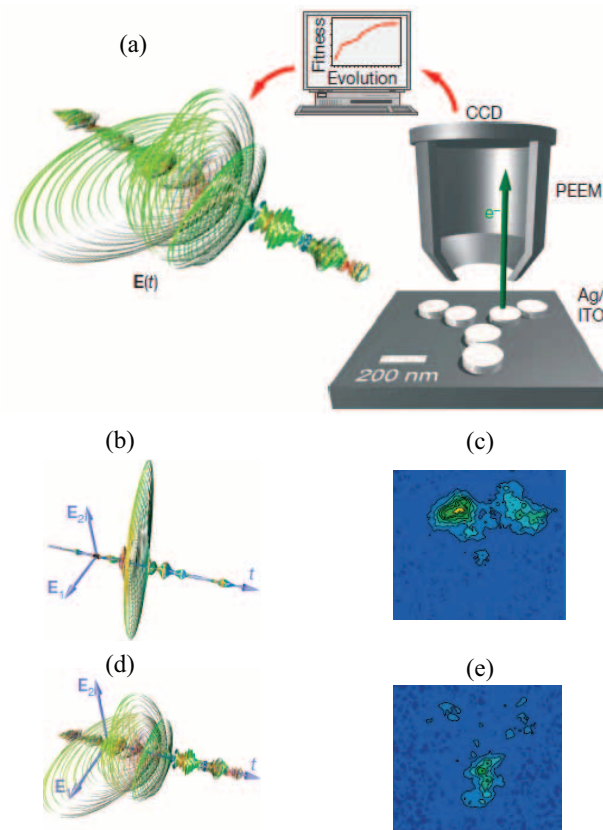 (a)
Fitness
Evolution
CCD
PEEM
e⁻
E(t)
Ag/
ITO
200 nm
(b)
(c)
E₂
E₁
t
(d)
(e)
E₂
E₁
t